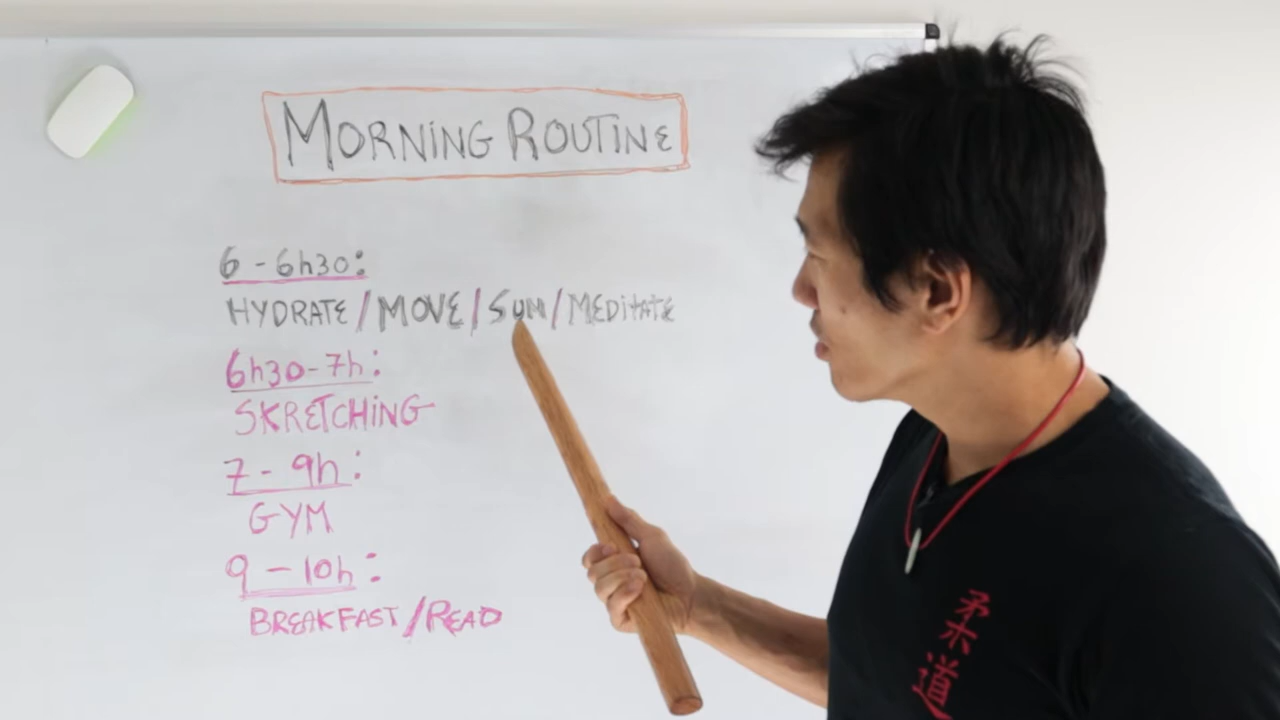 MORNING ROUTINE
6 - 6h30:
HYDRATE / MOVE / SUN / MEDITATE
6h30 - 7h:
SKRETCHING
7 - 9h:
GYM
9 - 10h:
BREAKFAST / READ
柔道